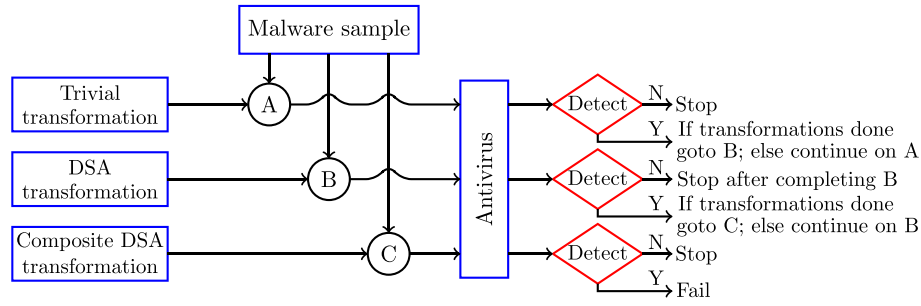 Malware sample
Trivial
transformation
A
Detect
N
Stop
Y
If transformations done
goto B; else continue on A
DSA
transformation
B
Antivirus
Detect
N
Stop after completing B
Y
If transformations done
goto C; else continue on B
Composite DSA
transformation
C
Detect
N
Stop
Y
Fail